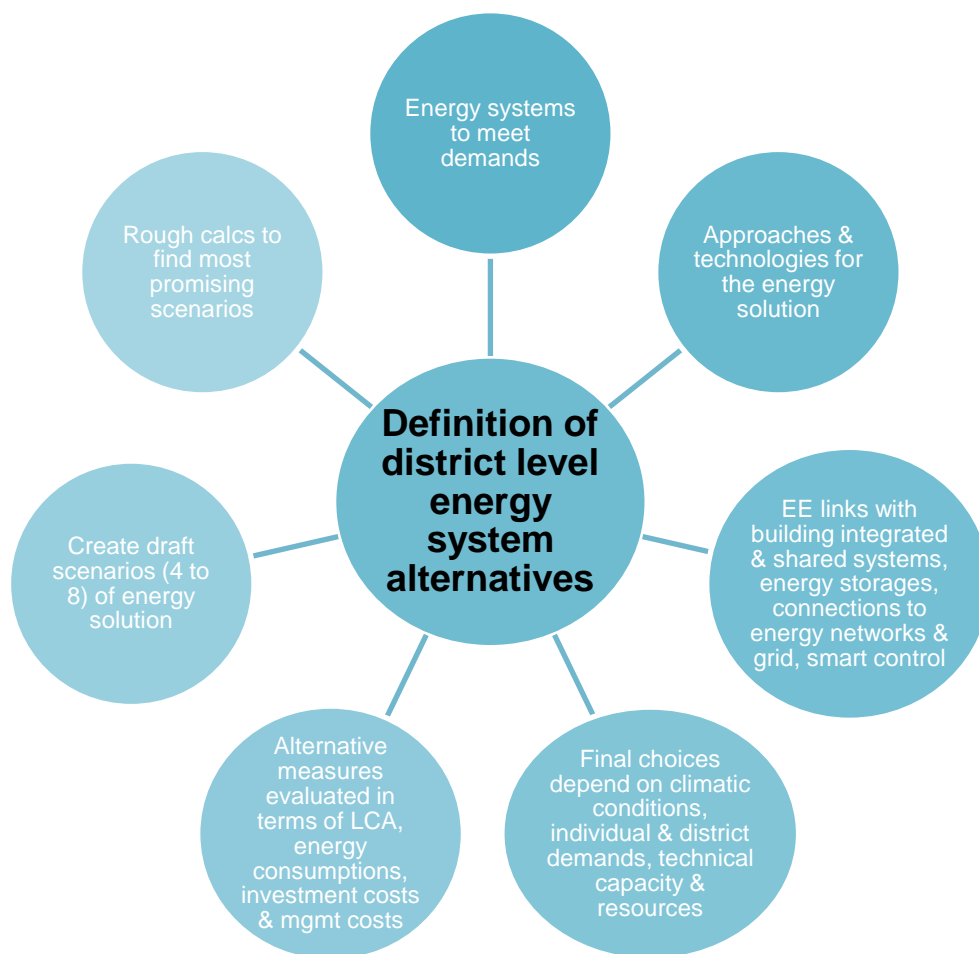 Energy systems
to meet
demands
Approaches &
technologies for
the energy
solution
EE links with
building integrated
& shared systems,
energy storages,
connections to
energy networks &
grid, smart control
Final choices
depend on climatic
conditions,
individual & district
demands, technical
capacity &
resources
Alternative
measures
evaluated in
terms of LCA,
energy
consumptions,
investment costs
& mgmt costs
Create draft
scenarios (4 to
8) of energy
solution
Rough calcs to
find most
promising
scenarios
Definition of
district level
energy
system
alternatives